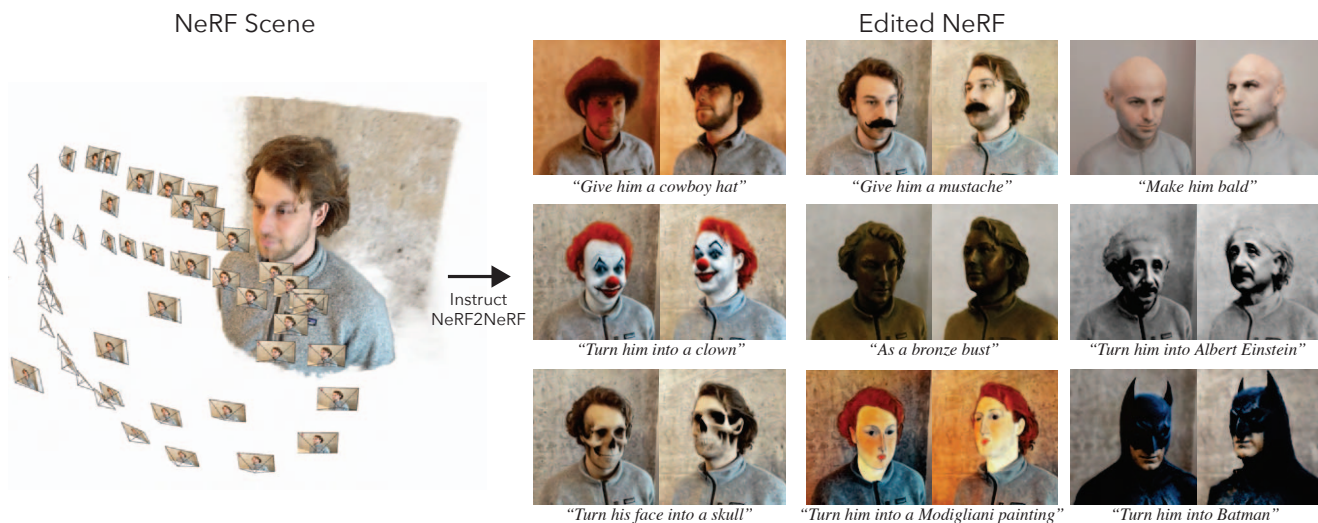 NeRF Scene
Edited NeRF
Instruct
NeRF2NeRF
“Give him a cowboy hat”
“Give him a mustache”
“Make him bald”
“Turn him into a clown”
“As a bronze bust”
“Turn him into Albert Einstein”
“Turn his face into a skull”
“Turn him into a Modigliani painting”
“Turn him into Batman”